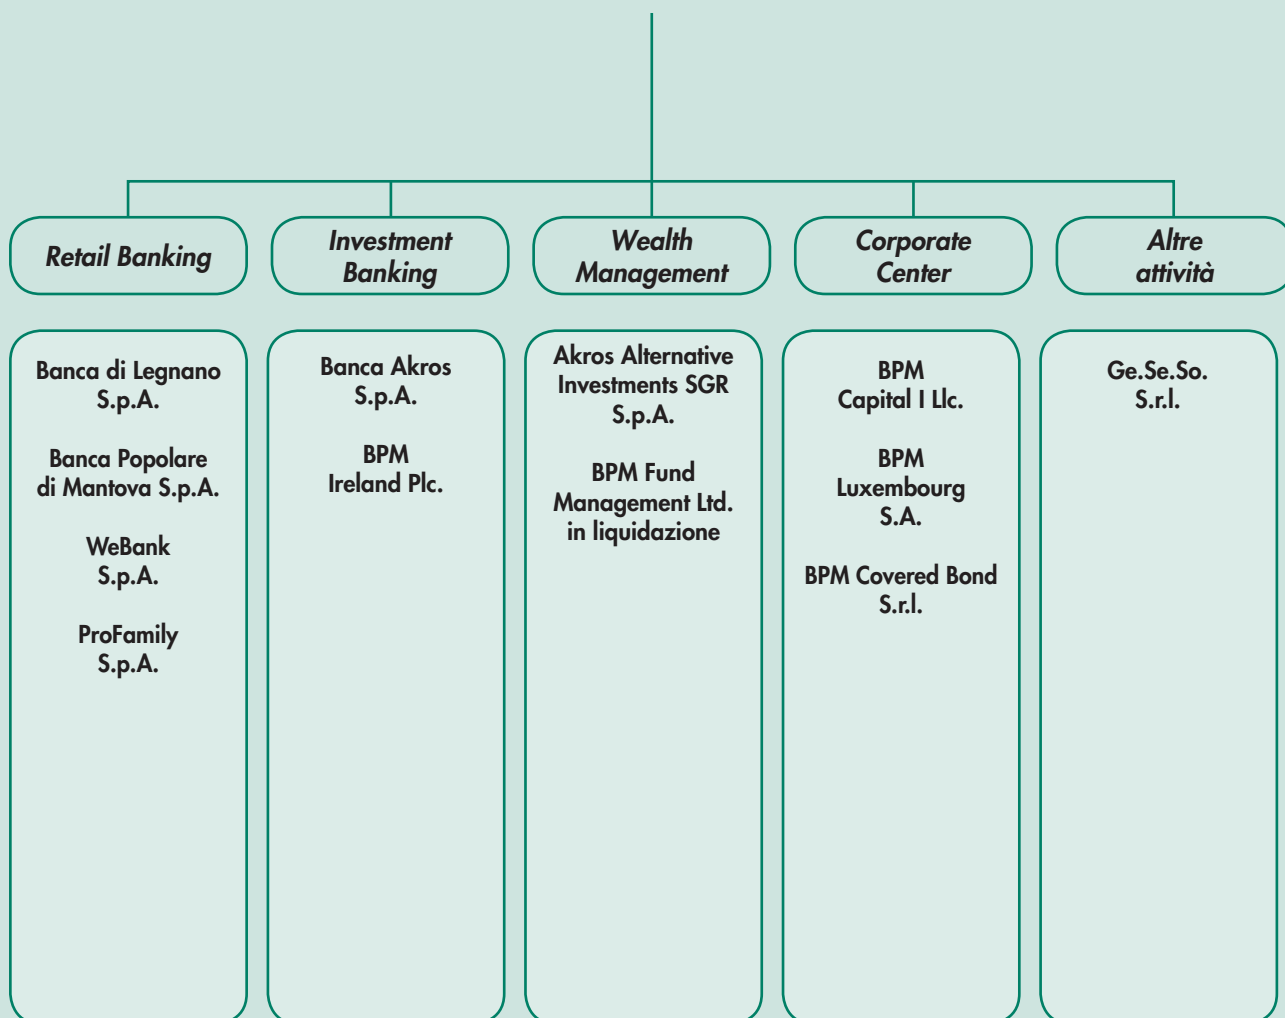 Retail Banking
Investment
Banking
Wealth
Management
Corporate
Center
Altre
attività
Banca di Legnano
S.p.A.
Banca Popolare
di Mantova S.p.A.
WeBank
S.p.A.
ProFamily
S.p.A.
Banca Akros
S.p.A.
BPM
Ireland Plc.
Akros Alternative
Investments SGR
S.p.A.
BPM Fund
Management Ltd.
in liquidazione
BPM
Capital I Llc.
BPM
Luxembourg
S.A.
BPM Covered Bond
S.r.l.
Ge.Se.So.
S.r.l.